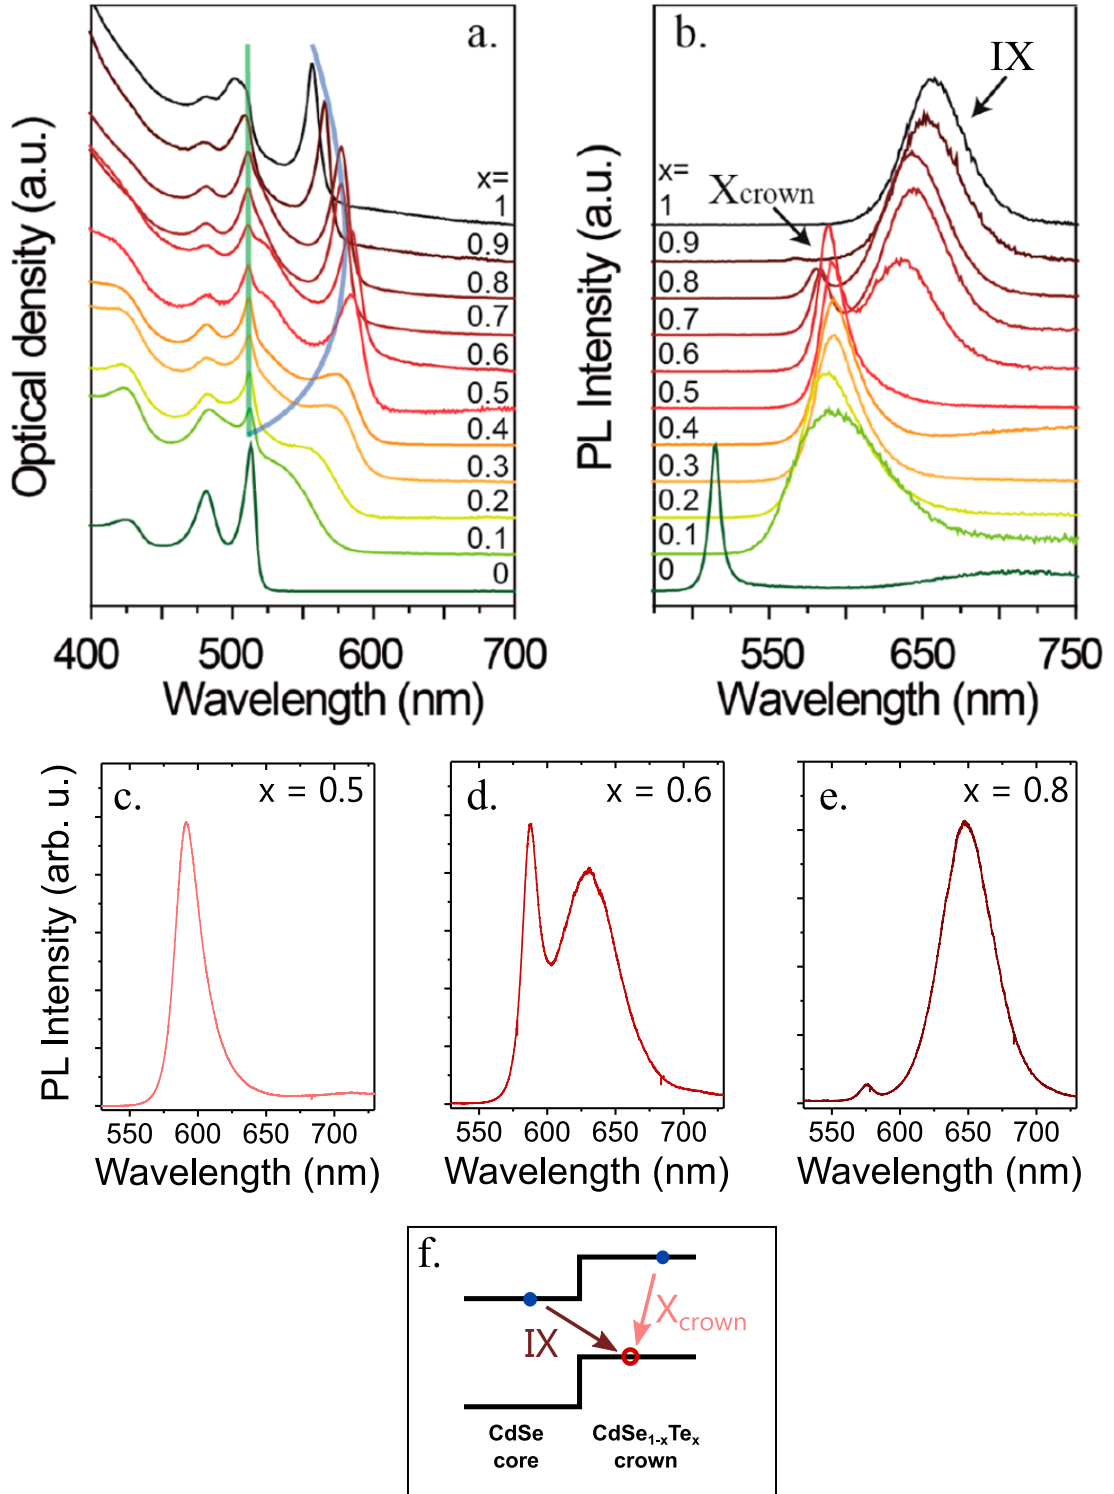 a.
Optical density (a.u.)
x=
1
0.9
0.8
0.7
0.6
0.5
0.4
0.3
0.2
0.1
0
400 500 600 700
Wavelength (nm)
b.
IX
Xcrown
PL Intensity (a.u.)
x=
1
0.9
0.8
0.7
0.6
0.5
0.4
0.3
0.2
0.1
0
550 650 750
Wavelength (nm)
c.
x = 0.5
PL Intensity (arb. u.)
550 600 650 700
Wavelength (nm)
d.
x = 0.6
550 600 650 700
Wavelength (nm)
e.
x = 0.8
550 600 650 700
Wavelength (nm)
f.
IX
Xcrown
CdSe
core
CdSe1-xTex
crown